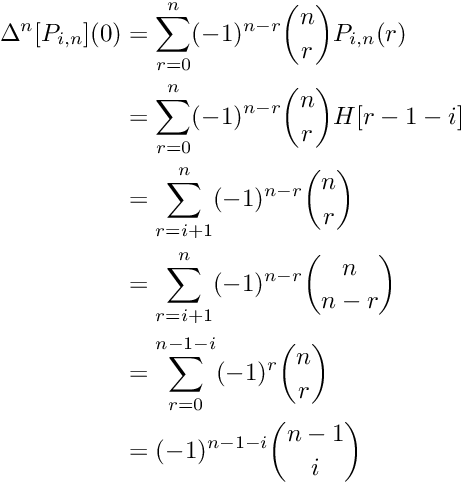 \Delta^n[P_{i,n}](0) = \sum_{r=0}^{n} (-1)^{n-r} \binom{n}{r} P_{i,n}(r)
= \sum_{r=0}^{n} (-1)^{n-r} \binom{n}{r} H[r-1-i]
= \sum_{r=i+1}^{n} (-1)^{n-r} \binom{n}{r}
= \sum_{r=i+1}^{n} (-1)^{n-r} \binom{n}{n-r}
= \sum_{r=0}^{n-1-i} (-1)^r \binom{n}{r}
= (-1)^{n-1-i} \binom{n-1}{i}